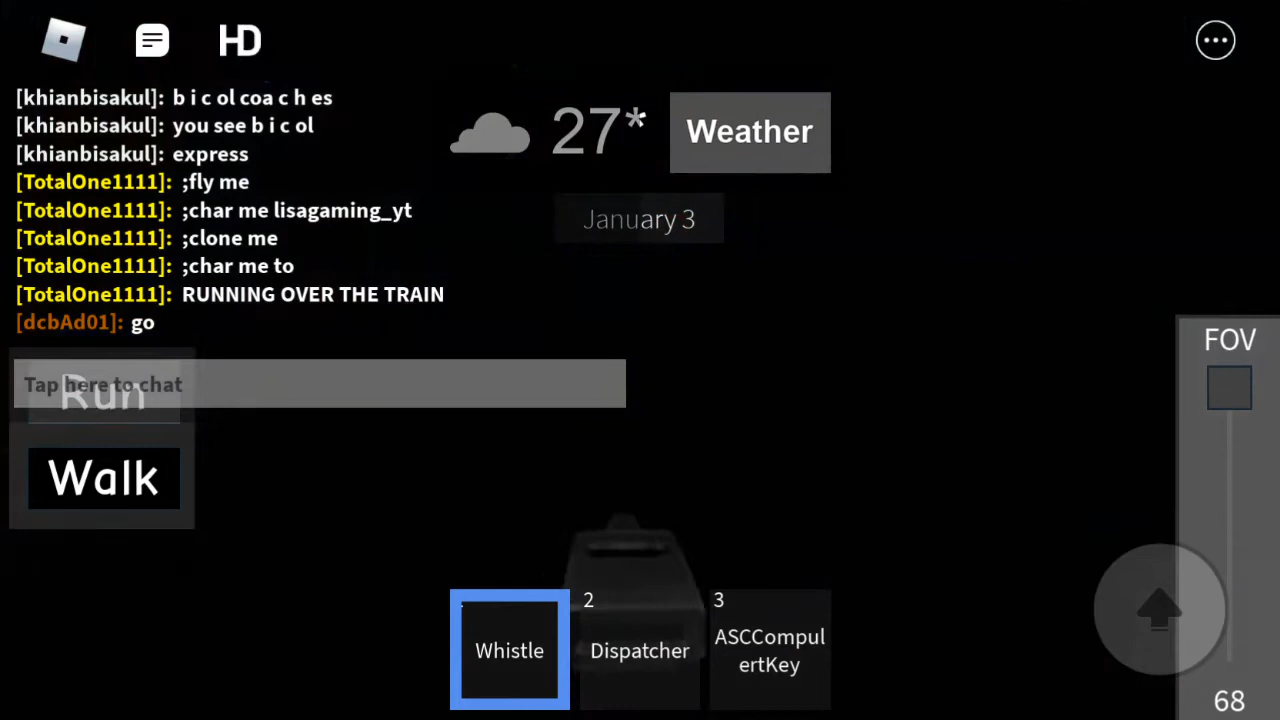 HD
[khianbisakul]: b i c ol coa c h es
[khianbisakul]: you see b i c ol
[khianbisakul]: express
[TotalOne1111]: ;fly me
[TotalOne1111]: ;char me lisagaming_yt
[TotalOne1111]: ;clone me
[TotalOne1111]: ;char me to
[TotalOne1111]: RUNNING OVER THE TRAIN
[dcbAd01]: go
Tap here to chat
Run
Walk
27*
Weather
January 3
FOV
68
1
Whistle
2
Dispatcher
3
ASCCompul
ertKey